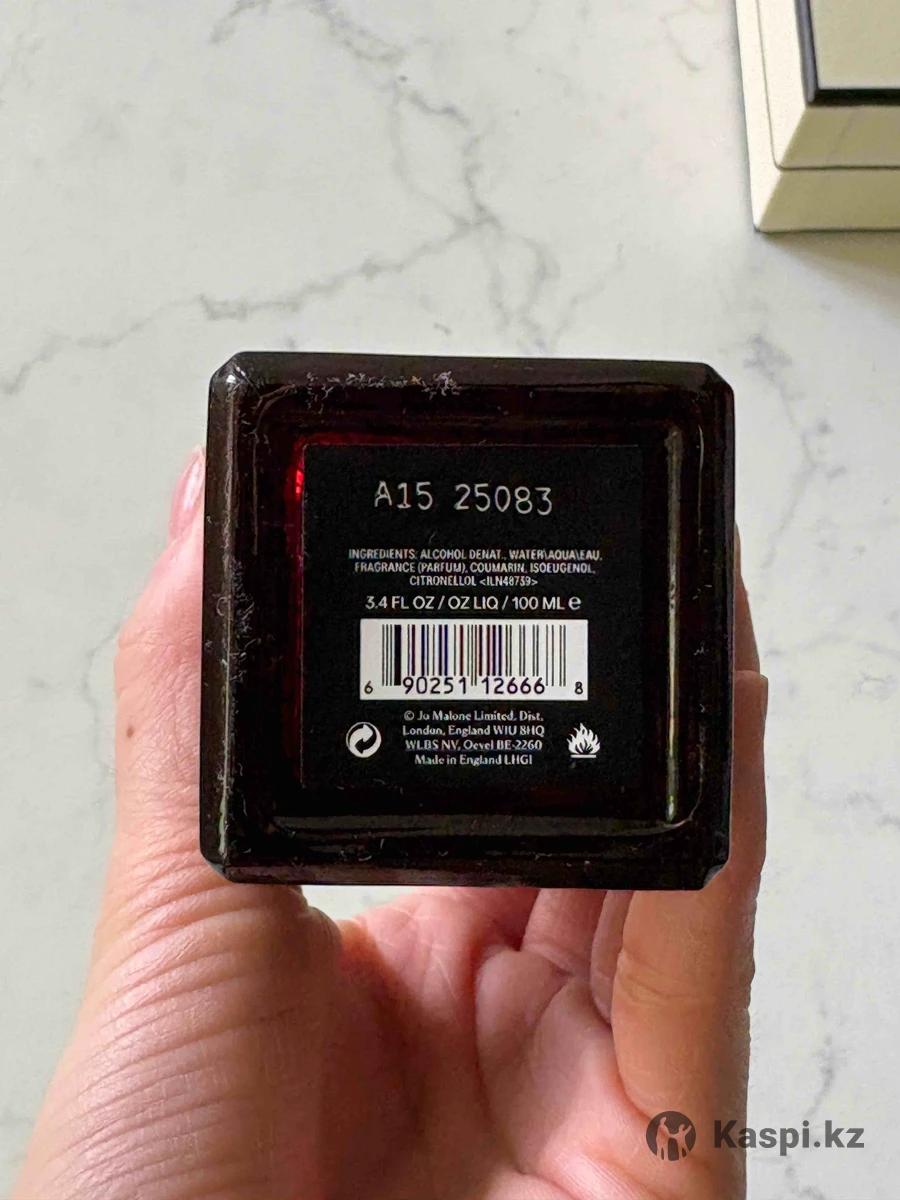 A15 25083
INGREDIENTS: ALCOHOL DENAT., WATER\AQUA\EAU,
FRAGRANCE (PARFUM), COUMARIN, ISOEUGENOL,
CITRONELLOL <ILN48739>
3.4 FL OZ / OZ LIQ / 100 ML ℮
6 90251 12666 8
© Jo Malone Limited, Dist.
London, England W1U 8HQ
WLBS NV, Oevel BE-2260
Made in England LHGI
Kaspi.kz